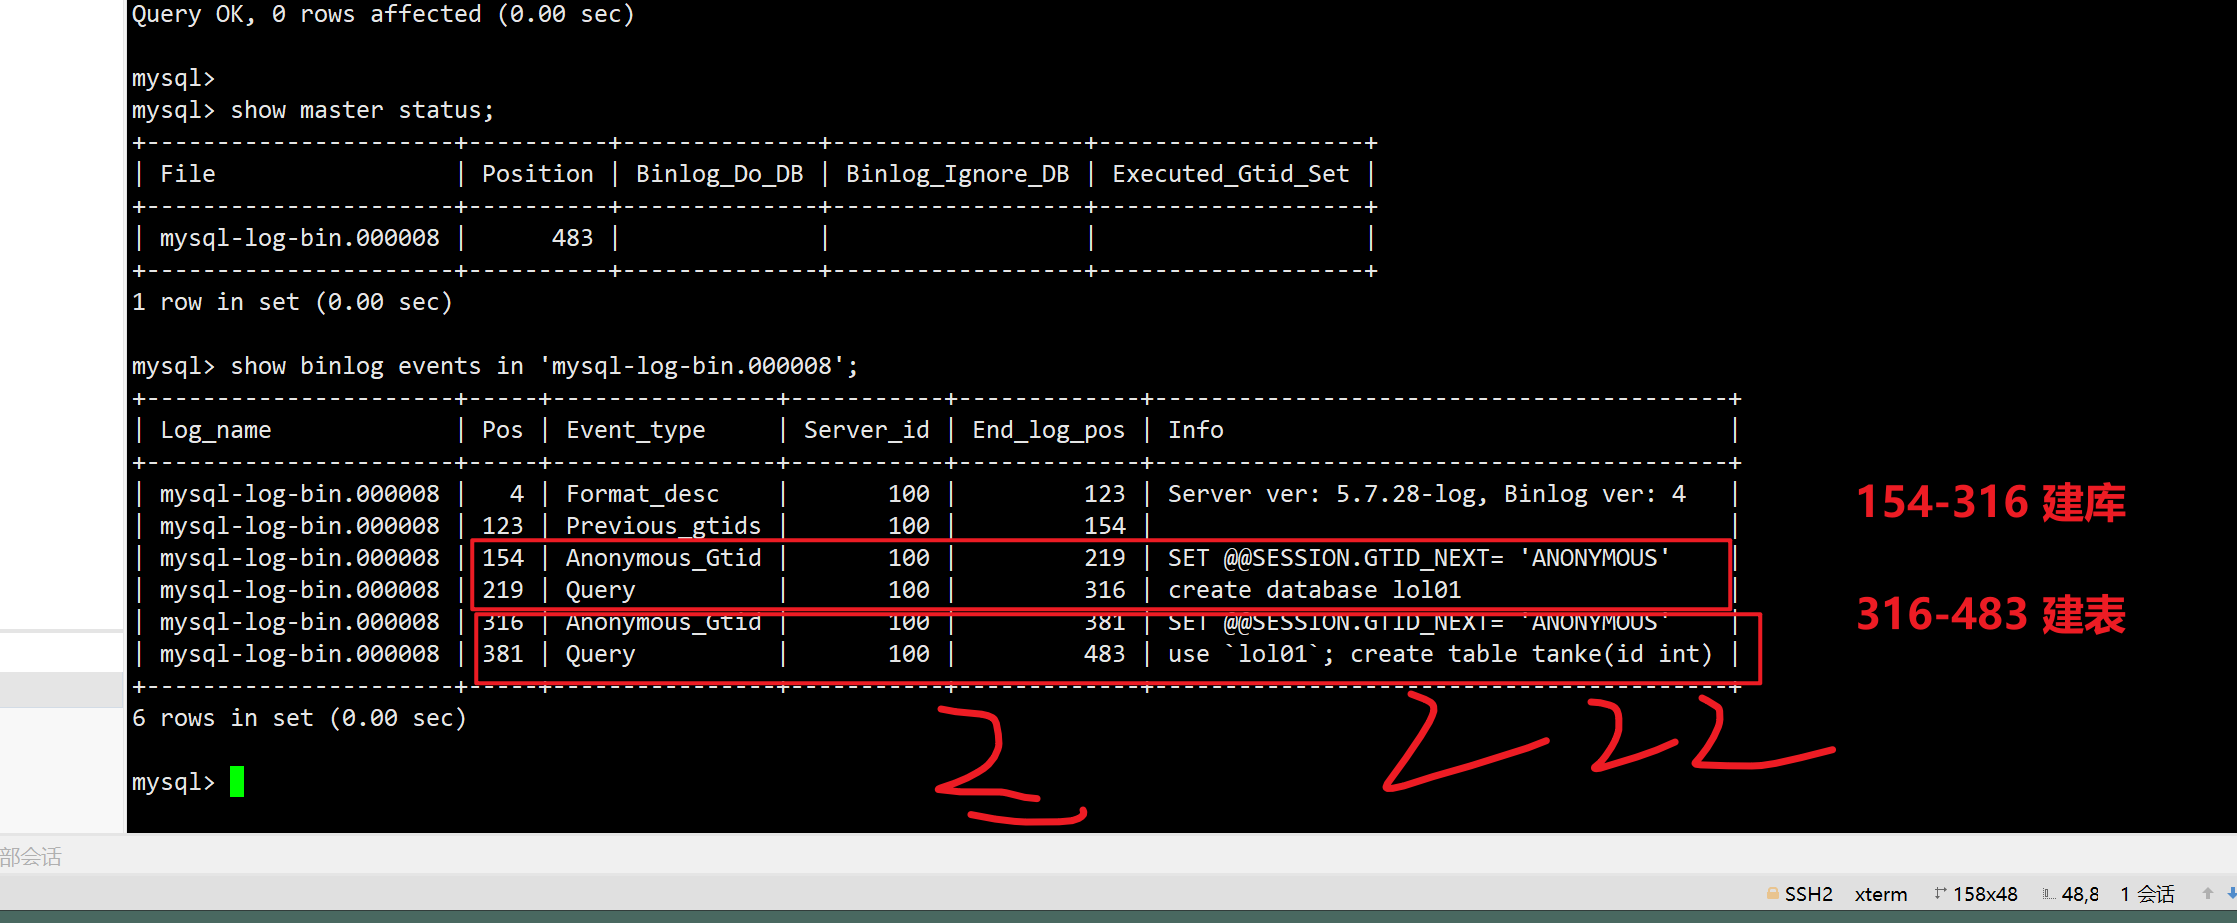 Query OK, 0 rows affected (0.00 sec)
mysql>
mysql> show master status;
+----------------------+----------+--------------+------------------+-------------------+
| File                 | Position | Binlog_Do_DB | Binlog_Ignore_DB | Executed_Gtid_Set |
+----------------------+----------+--------------+------------------+-------------------+
| mysql-log-bin.000008 |      483 |              |                  |                   |
+----------------------+----------+--------------+------------------+-------------------+
1 row in set (0.00 sec)
mysql> show binlog events in 'mysql-log-bin.000008';
+----------------------+-----+----------------+-----------+-------------+-----------------------------------------+
| Log_name             | Pos | Event_type     | Server_id | End_log_pos | Info                                    |
+----------------------+-----+----------------+-----------+-------------+-----------------------------------------+
| mysql-log-bin.000008 |   4 | Format_desc    |       100 |         123 | Server ver: 5.7.28-log, Binlog ver: 4   |
| mysql-log-bin.000008 | 123 | Previous_gtids |       100 |         154 |                                         |
| mysql-log-bin.000008 | 154 | Anonymous_Gtid |       100 |         219 | SET @@SESSION.GTID_NEXT= 'ANONYMOUS'    |
| mysql-log-bin.000008 | 219 | Query          |       100 |         316 | create database lol01                   |
| mysql-log-bin.000008 | 316 | Anonymous_Gtid |       100 |         381 | SET @@SESSION.GTID_NEXT= 'ANONYMOUS'    |
| mysql-log-bin.000008 | 381 | Query          |       100 |         483 | use `lol01`; create table tanke(id int) |
+----------------------+-----+----------------+-----------+-------------+-----------------------------------------+
6 rows in set (0.00 sec)
mysql>
154-316 建库
316-483 建表
2 2 2 2
部会话
SSH2 xterm 158x48 48,8 1 会话